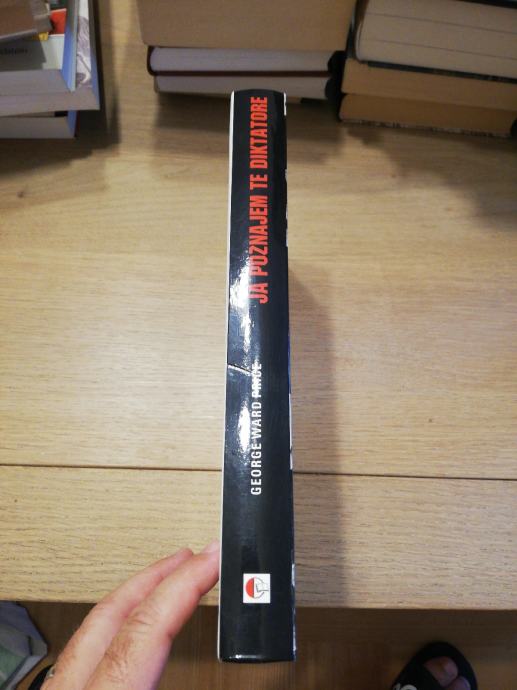 JA POZNAJEM TE DIKTATORE
GEORGE WARD PRICE